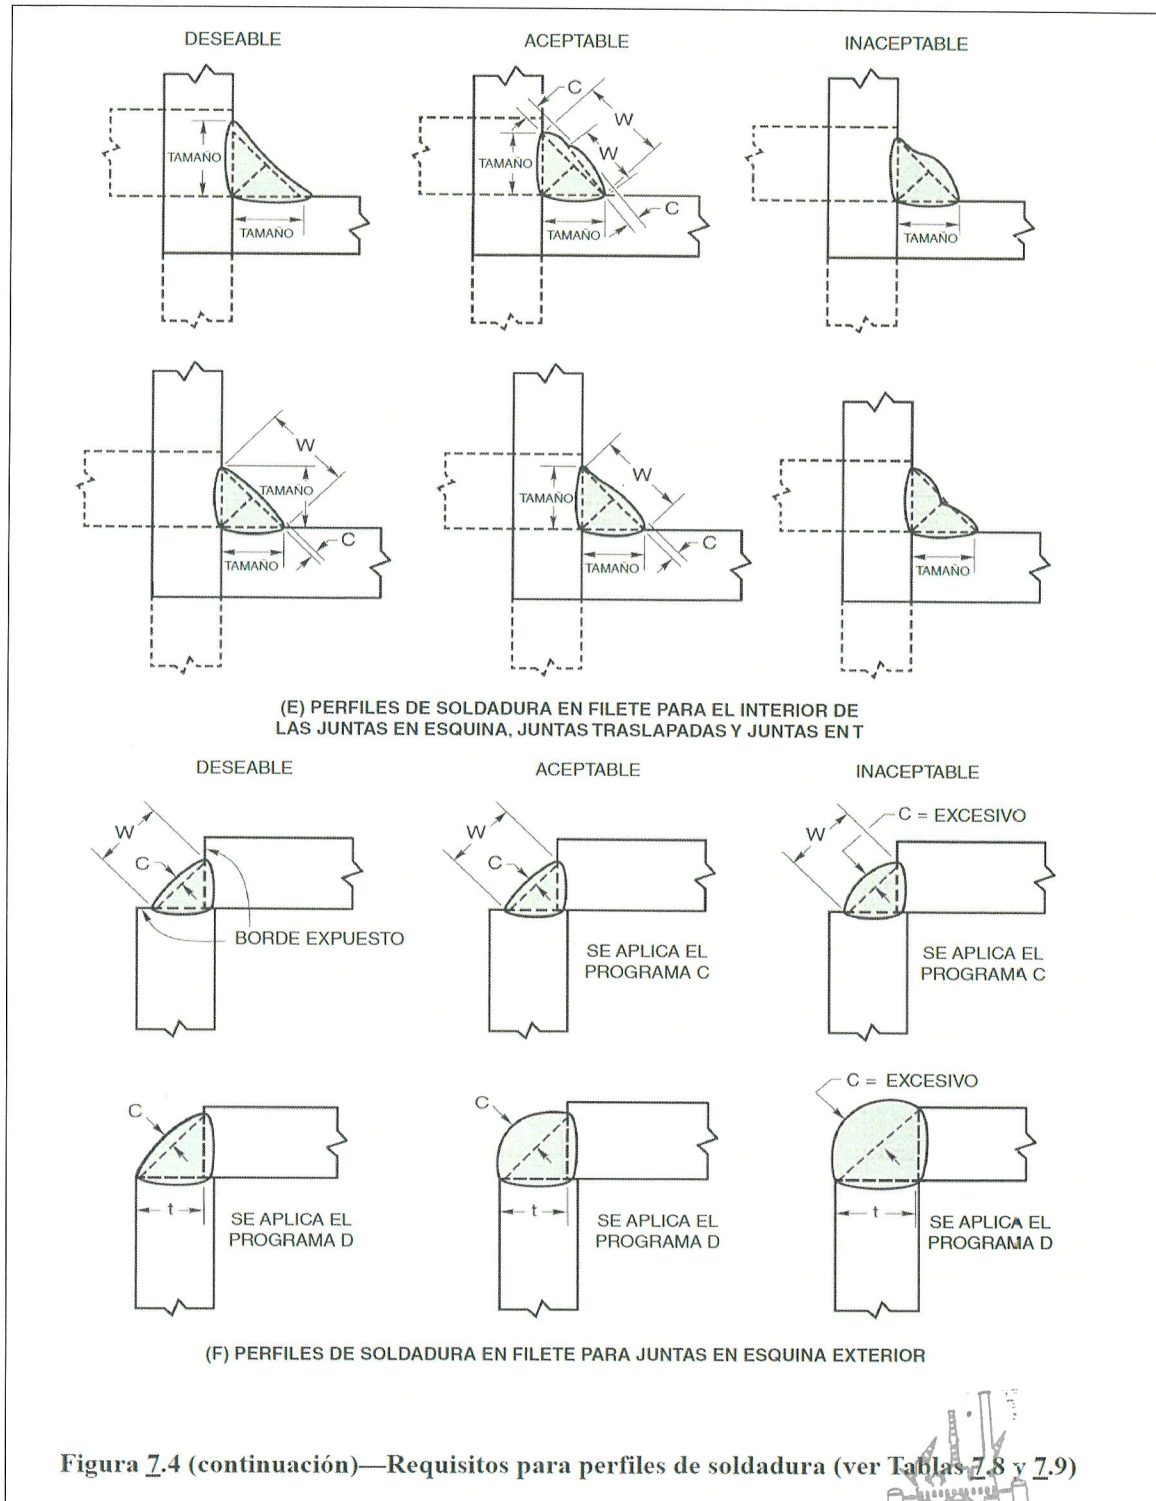 DESEABLE
ACEPTABLE
INACEPTABLE
TAMAÑO
TAMAÑO
C
W
W
TAMAÑO
C
TAMAÑO
TAMAÑO
W
TAMAÑO
C
TAMAÑO
W
TAMAÑO
C
TAMAÑO
TAMAÑO
(E) PERFILES DE SOLDADURA EN FILETE PARA EL INTERIOR DE
LAS JUNTAS EN ESQUINA, JUNTAS TRASLAPADAS Y JUNTAS EN T
DESEABLE
ACEPTABLE
INACEPTABLE
W
C
BORDE EXPUESTO
W
C
SE APLICA EL
PROGRAMA C
W
C = EXCESIVO
SE APLICA EL
PROGRAMA C
C
t
SE APLICA EL
PROGRAMA D
C
t
SE APLICA EL
PROGRAMA D
C = EXCESIVO
t
SE APLICA EL
PROGRAMA D
(F) PERFILES DE SOLDADURA EN FILETE PARA JUNTAS EN ESQUINA EXTERIOR
Figura 7.4 (continuación)—Requisitos para perfiles de soldadura (ver Tablas 7.8 y 7.9)